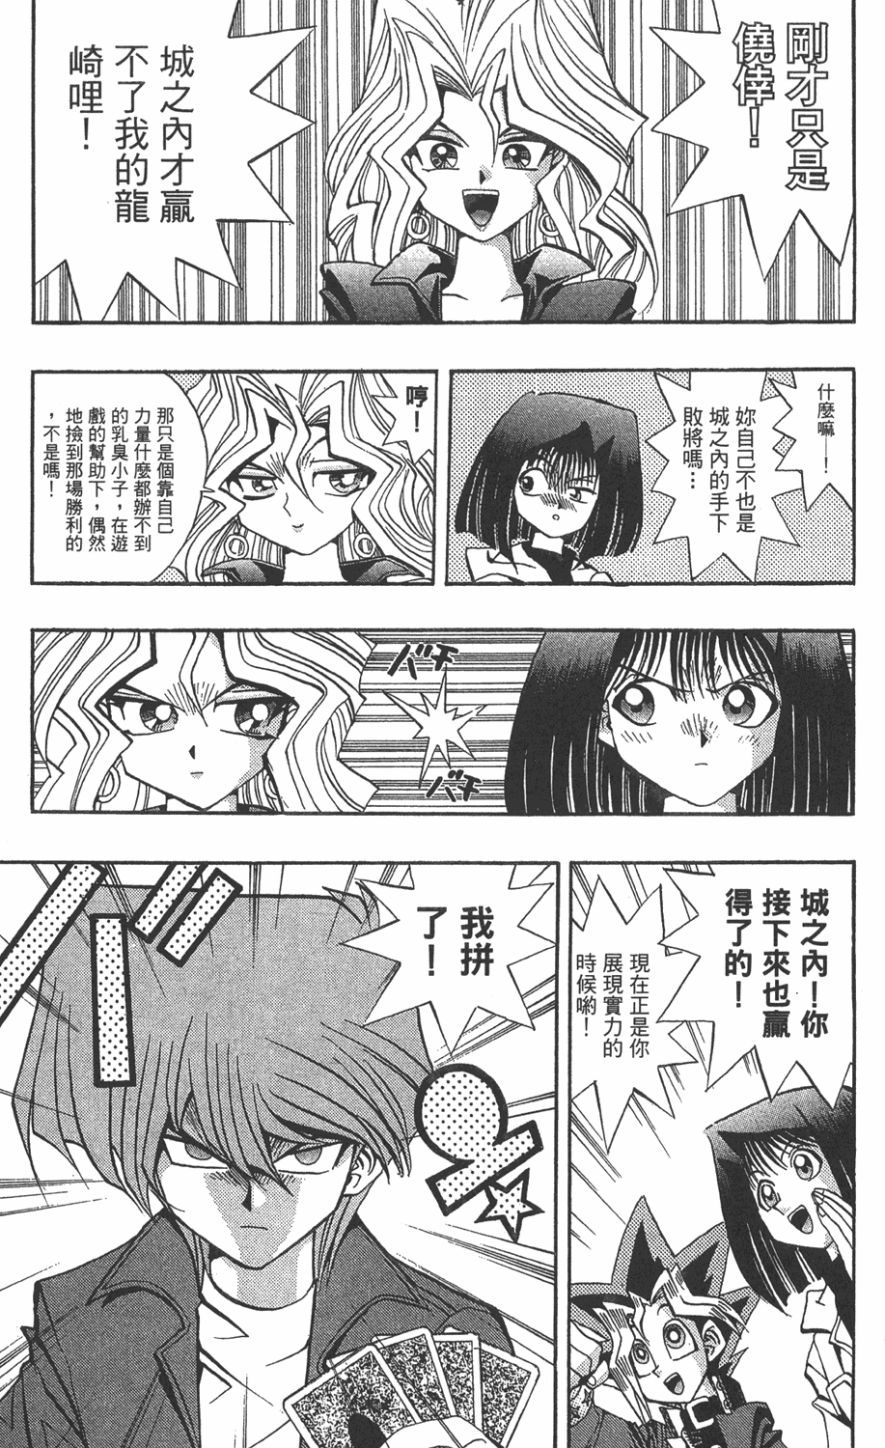 剛才只是
僥倖！
城之內才贏
不了我的龍
崎哩！
什麼嘛—！
妳自己不也是
城之內的手下
敗將嗎…
哼！
那只是個靠自己
力量什麼都辦不到
的乳臭小子，在遊
戲的幫助下，偶然
地撿到那場勝利的
，不是嗎！
バチ
バチ
城之內！你
接下來也贏
得了的！
現在正是你
展現實力的
時候喲！
我拼
了！